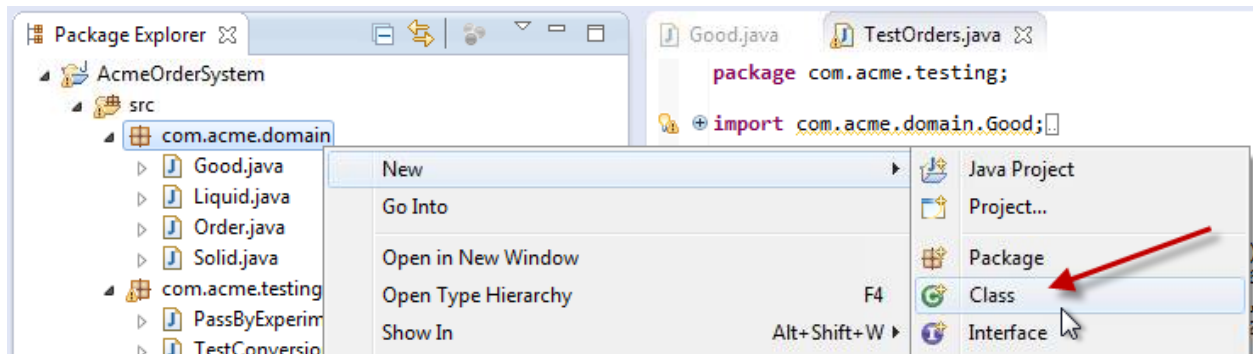 Package Explorer
AcmeOrderSystem
src
com.acme.domain
Good.java
Liquid.java
Order.java
Solid.java
com.acme.testing
PassByExperim
TestConversio
Good.java
TestOrders.java
package com.acme.testing;
import com.acme.domain.Good;
New
Go Into
Open in New Window
Open Type Hierarchy F4
Show In Alt+Shift+W
Java Project
Project...
Package
Class
Interface